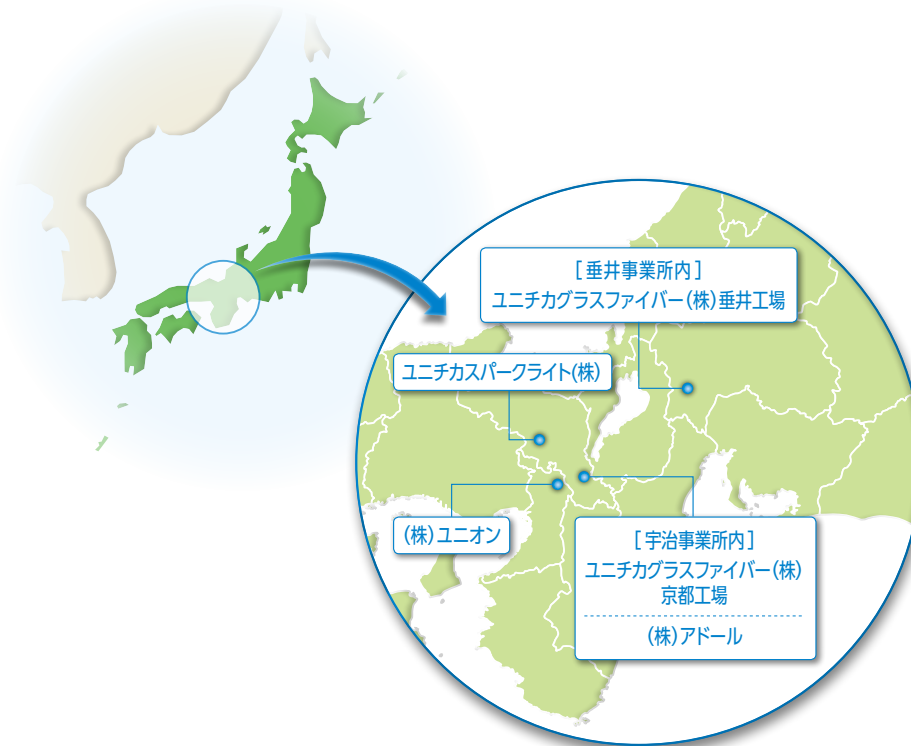 ［垂井事業所内］
ユニチカグラスファイバー（株）垂井工場
ユニチカスパークライト（株）
（株）ユニオン
［宇治事業所内］
ユニチカグラスファイバー（株）
京都工場
（株）アドール